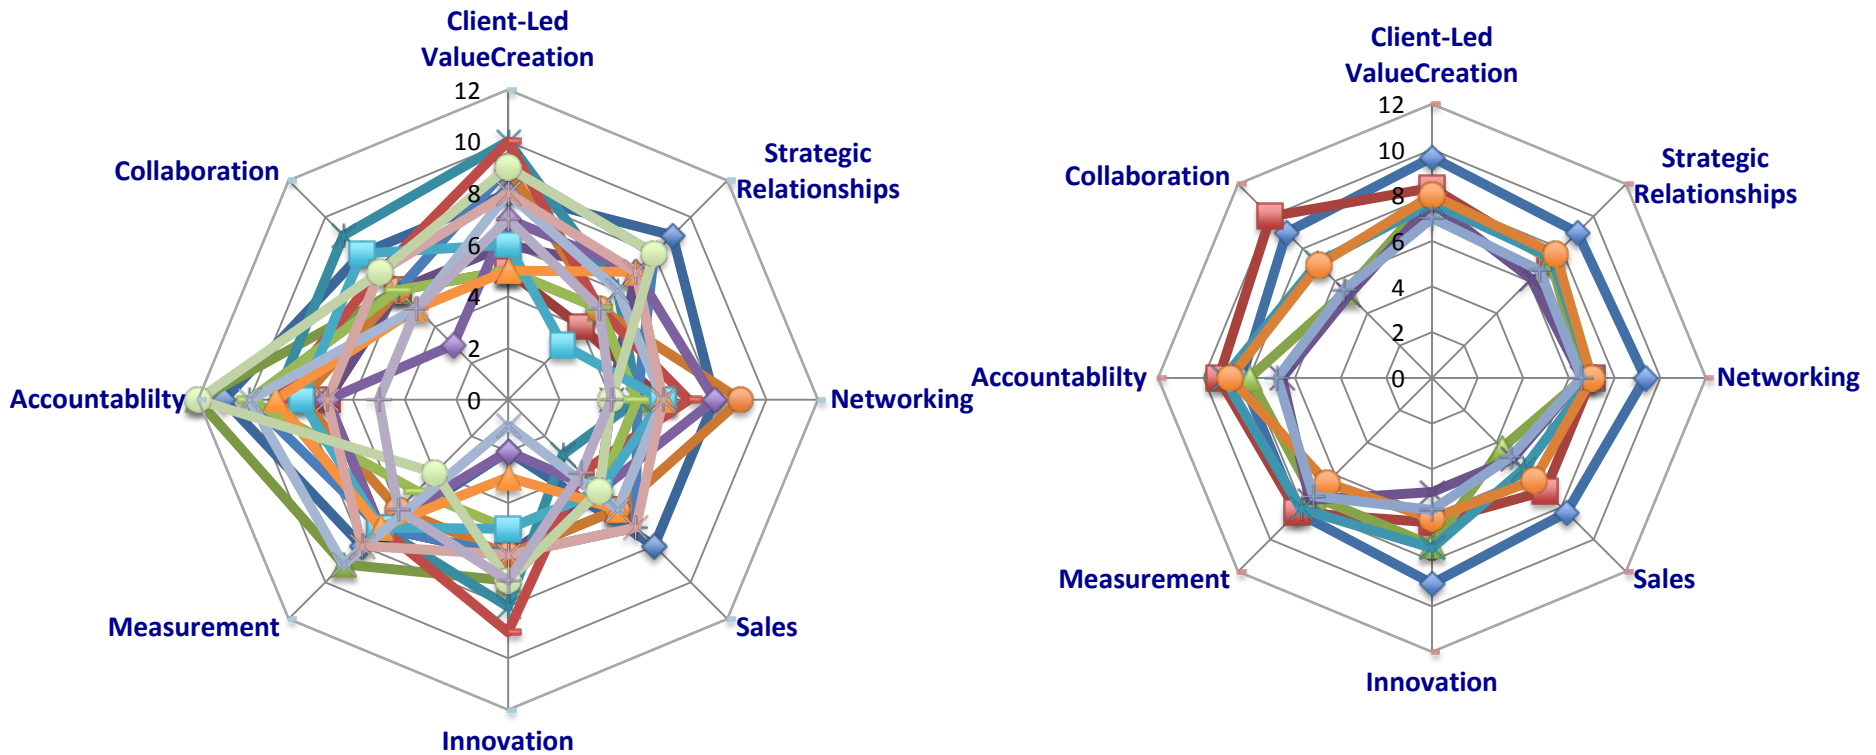 Client-Led
ValueCreation
12
10
8
6
4
2
0
Strategic
Relationships
Networking
Sales
Innovation
Measurement
Accountablilty
Collaboration
Client-Led
ValueCreation
12
10
8
6
4
2
0
Strategic
Relationships
Networking
Sales
Innovation
Measurement
Accountablilty
Collaboration